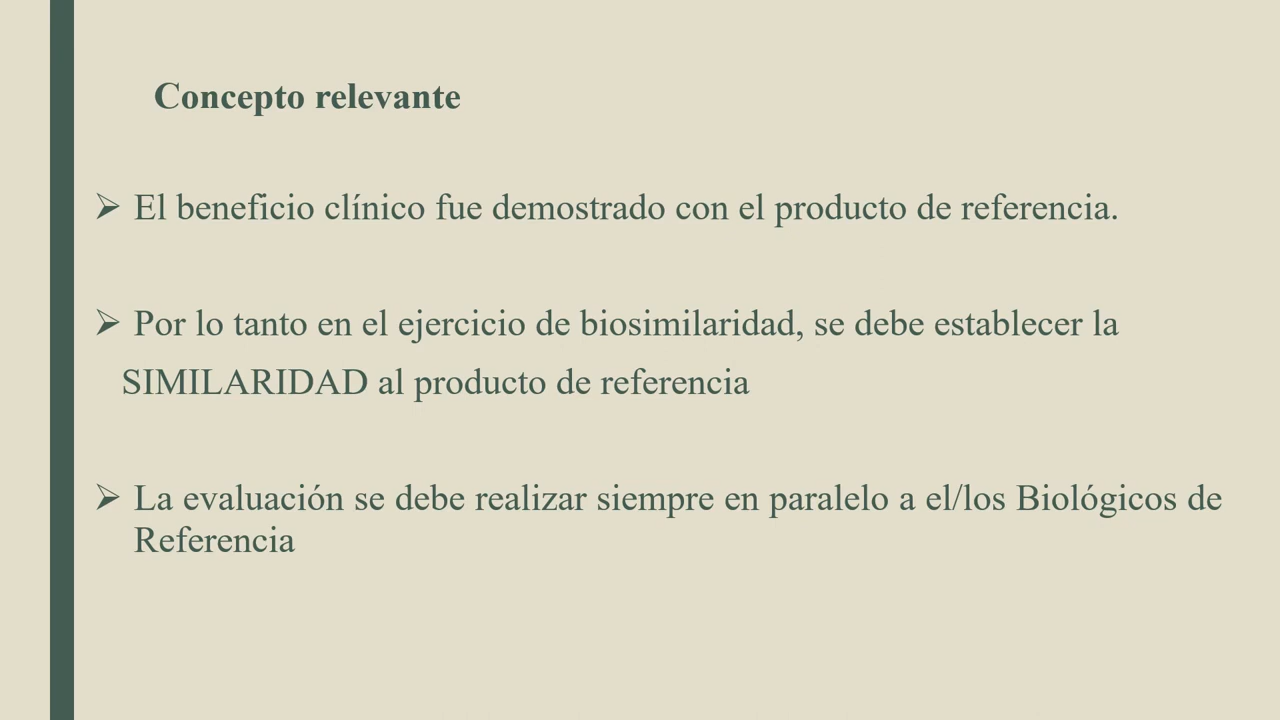 Concepto relevante
➢ El beneficio clínico fue demostrado con el producto de referencia.
➢ Por lo tanto en el ejercicio de biosimilaridad, se debe establecer la
SIMILARIDAD al producto de referencia
➢ La evaluación se debe realizar siempre en paralelo a el/los Biológicos de
Referencia